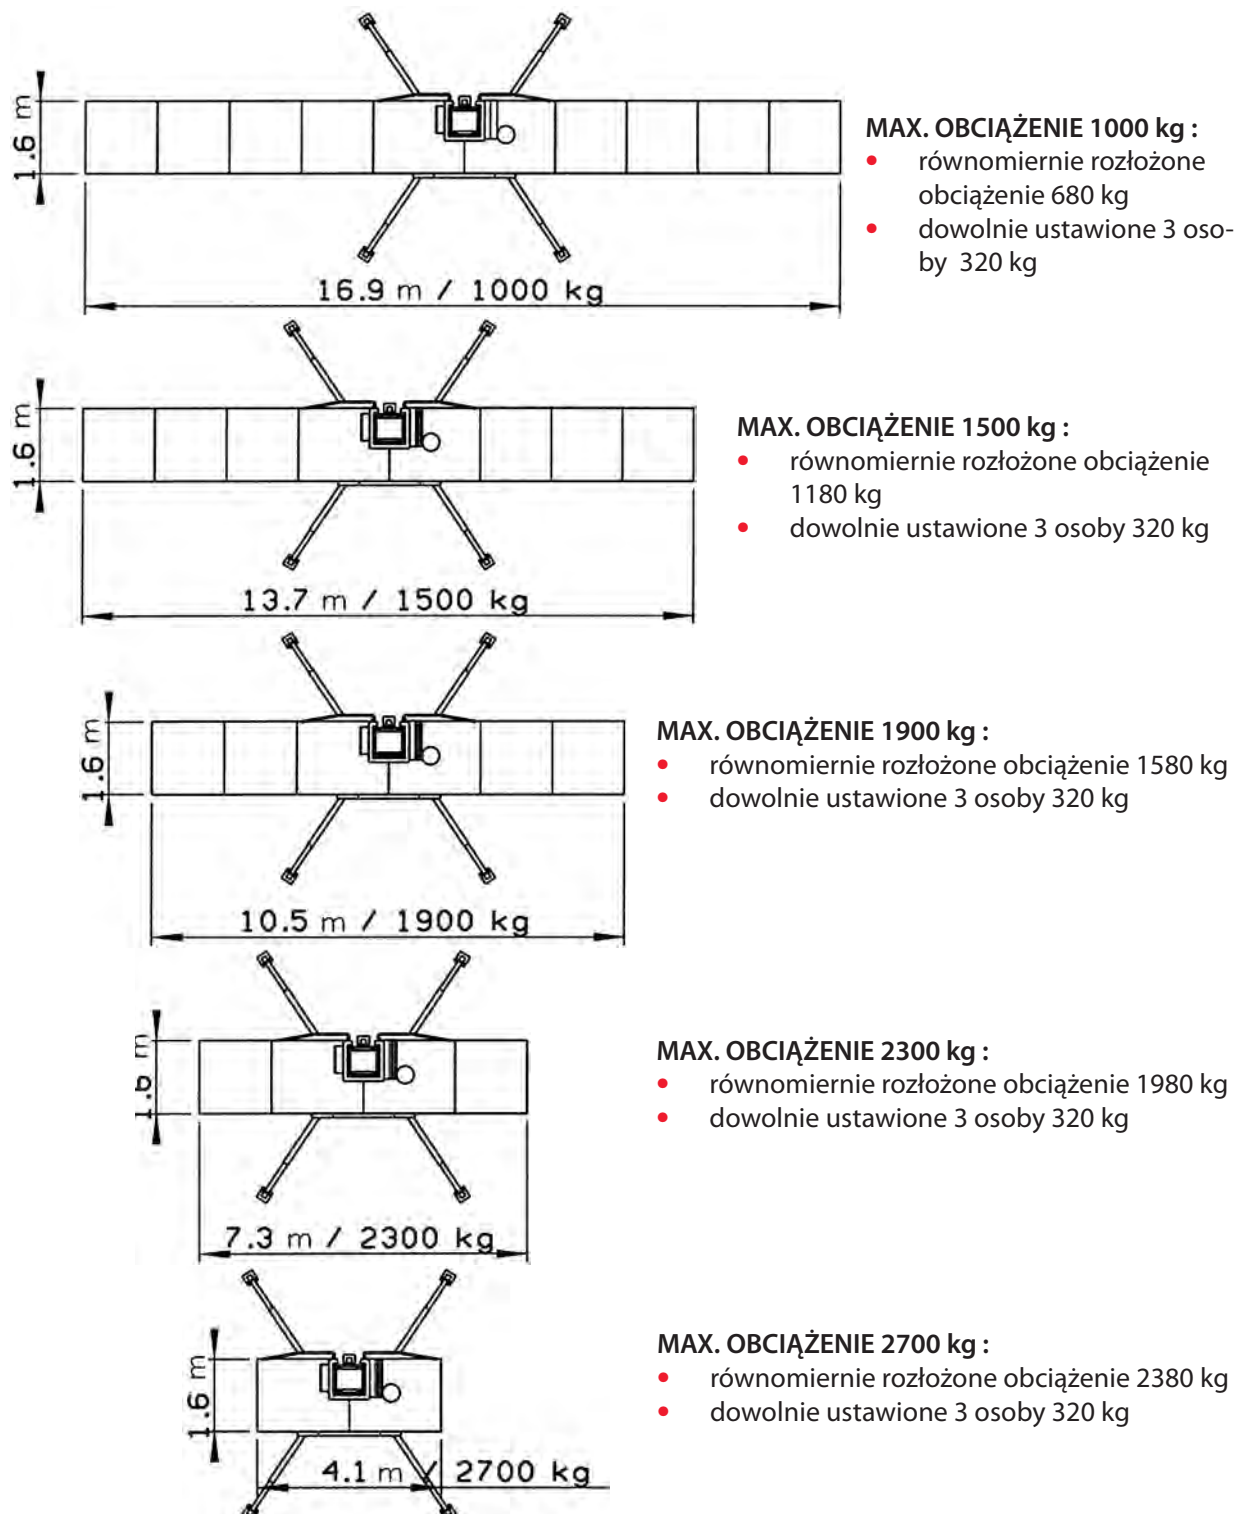 1.6 m
MAX. OBCIĄŻENIE 1000 kg :
• równomiernie rozłożone
obciążenie 680 kg
• dowolnie ustawione 3 oso-
by 320 kg
16.9 m / 1000 kg
1.6 m
MAX. OBCIĄŻENIE 1500 kg :
• równomiernie rozłożone obciążenie
1180 kg
• dowolnie ustawione 3 osoby 320 kg
13.7 m / 1500 kg
1.6 m
MAX. OBCIĄŻENIE 1900 kg :
• równomiernie rozłożone obciążenie 1580 kg
• dowolnie ustawione 3 osoby 320 kg
10.5 m / 1900 kg
1.6 m
MAX. OBCIĄŻENIE 2300 kg :
• równomiernie rozłożone obciążenie 1980 kg
• dowolnie ustawione 3 osoby 320 kg
7.3 m / 2300 kg
1.6 m
MAX. OBCIĄŻENIE 2700 kg :
• równomiernie rozłożone obciążenie 2380 kg
• dowolnie ustawione 3 osoby 320 kg
4.1 m / 2700 kg